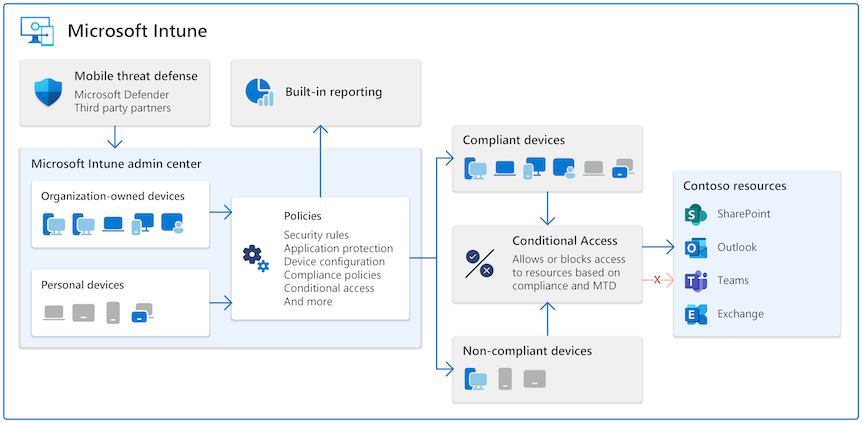 Microsoft Intune
Mobile threat defense
Microsoft Defender
Third party partners
Built-in reporting
Microsoft Intune admin center
Organization-owned devices
Personal devices
Policies
Security rules
Application protection
Device configuration
Compliance policies
Conditional access
And more
Compliant devices
Conditional Access
Allows or blocks access
to resources based on
compliance and MTD
X
Non-compliant devices
Contoso resources
SharePoint
Outlook
Teams
Exchange